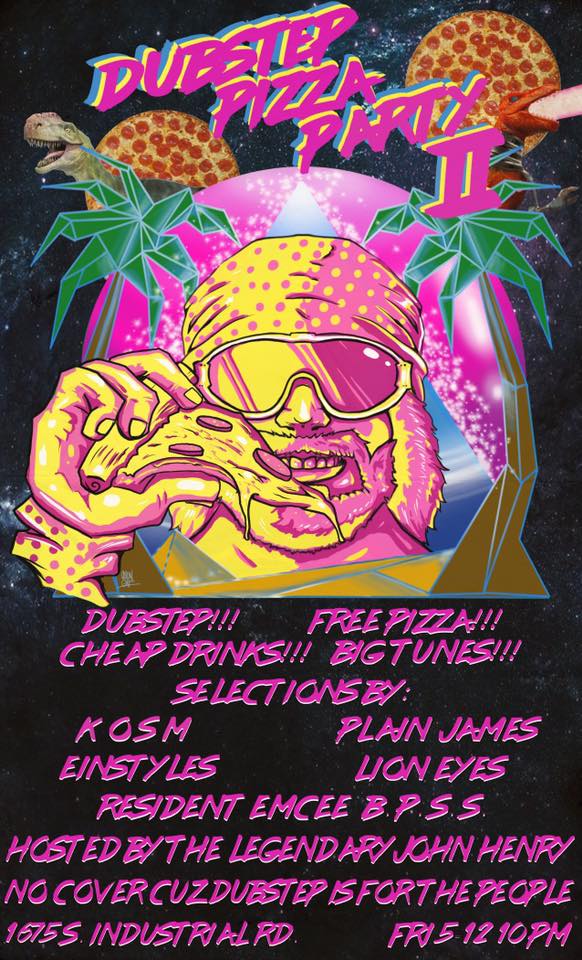 DUBSTEP
PIZZA
PARTY
II
DUBSTEP!!! FREE PIZZA!!!
CHEAP DRINKS!!! BIG TUNES!!!
SELECTIONS BY:
KOSM PLAIN JAMES
EINSTYLES LION EYES
RESIDENT EMCEE B.P.S.S.
HOSTED BY THE LEGENDARY JOHN HENRY
NO COVER CUZ DUBSTEP IS FOR THE PEOPLE
1675 S. INDUSTRIAL RD. FRI 5.12 10PM